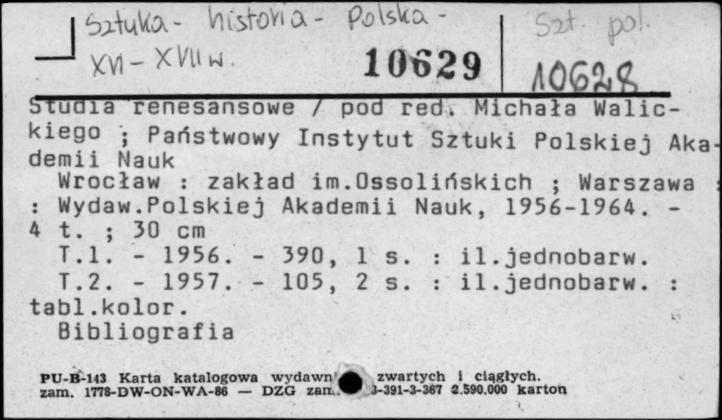 Sztuka - historia - Polska -
XVI - XVII w.
Szt. pol.
10629
10628
Studia renesansowe / pod red. Michała Walic-
kiego ; Państwowy Instytut Sztuki Polskiej Aka-
demii Nauk
Wrocław : zakład im.Ossolińskich ; Warszawa :
: Wydaw.Polskiej Akademii Nauk, 1956-1964. -
4 t. ; 30 cm
T.1. - 1956. - 390, 1 s. : il.jednobarw.
T.2. - 1957. - 105, 2 s. : il.jednobarw. :
tabl.kolor.
Bibliografia
PU-B-143 Karta katalogowa wydawn zwartych i ciągłych.
zam. 1778-DW-ON-WA-86 — DZG zam. 3-391-3-367 2.590.000 karton